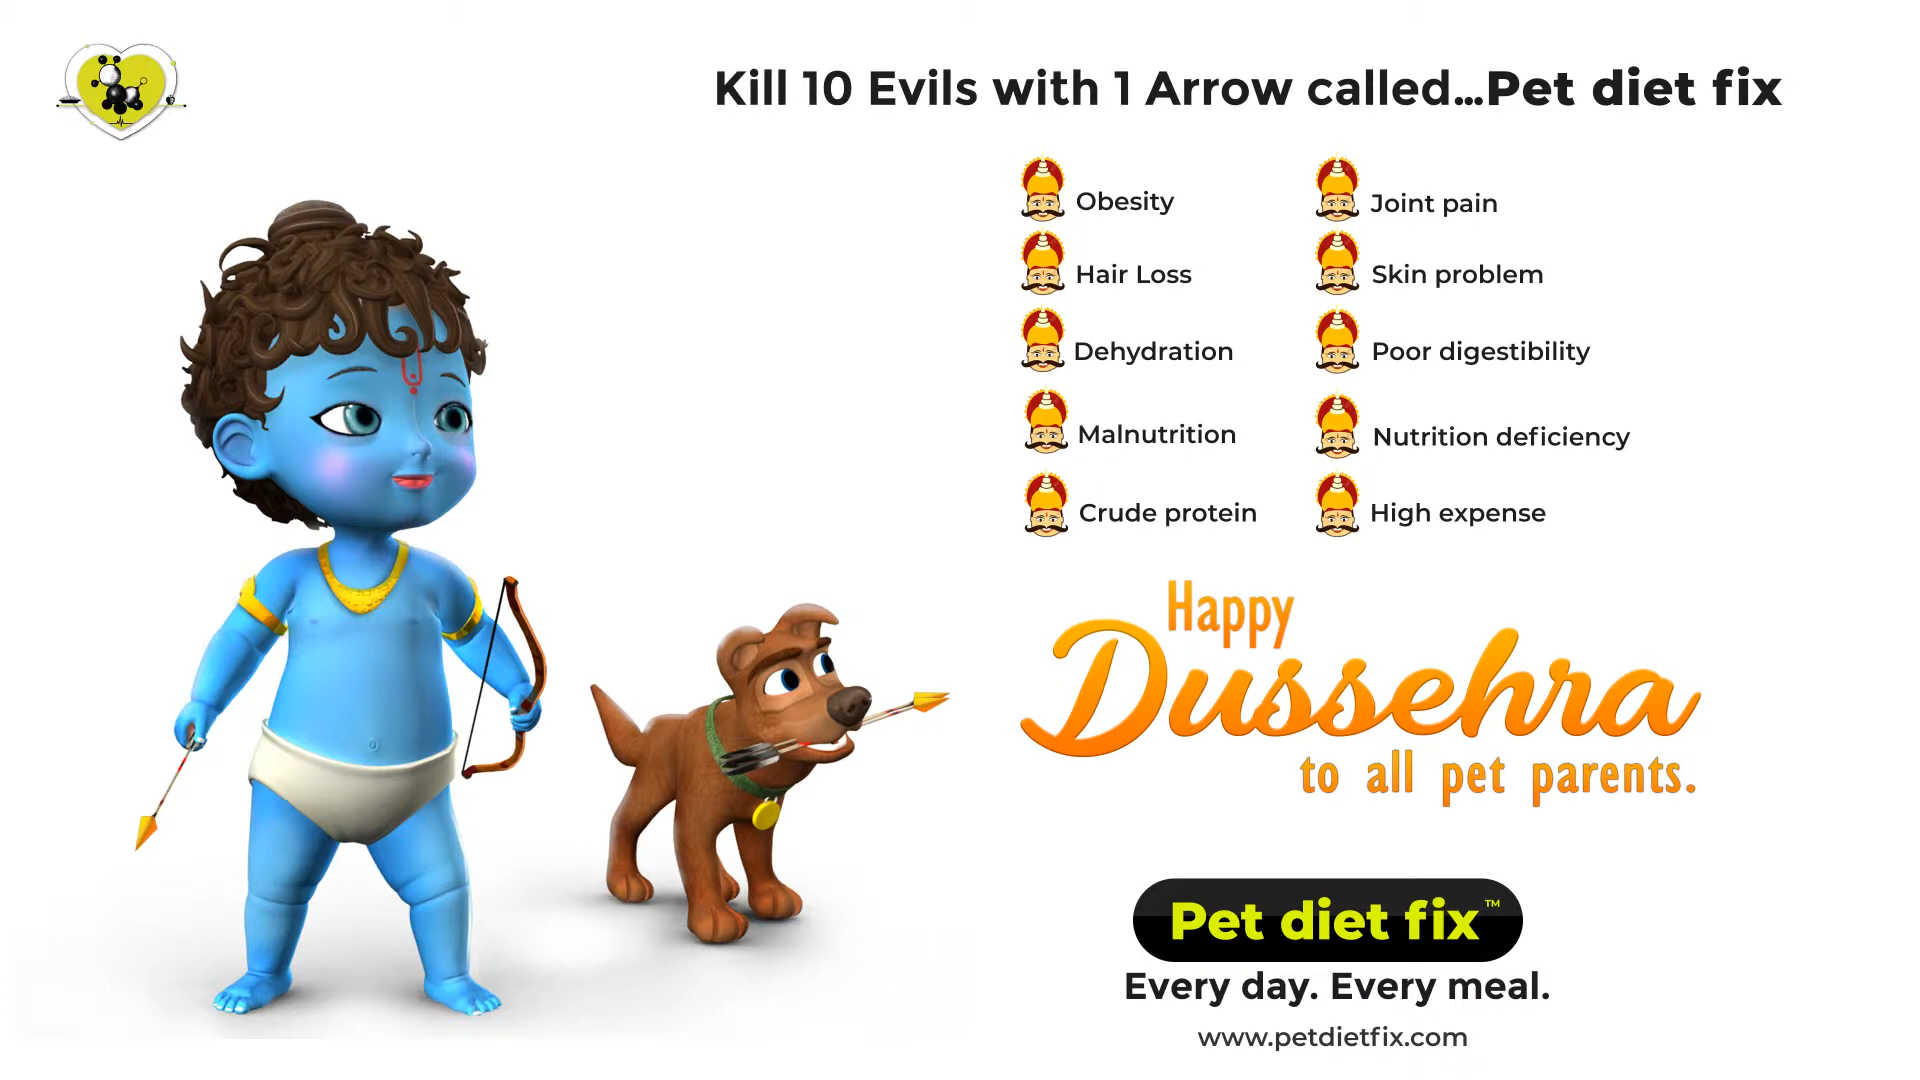 Kill 10 Evils with 1 Arrow called...Pet diet fix
Obesity
Hair Loss
Dehydration
Malnutrition
Crude protein
Joint pain
Skin problem
Poor digestibility
Nutrition deficiency
High expense
Happy
Dussehra
to all pet parents.
Pet diet fix™
Every day. Every meal.
www.petdietfix.com